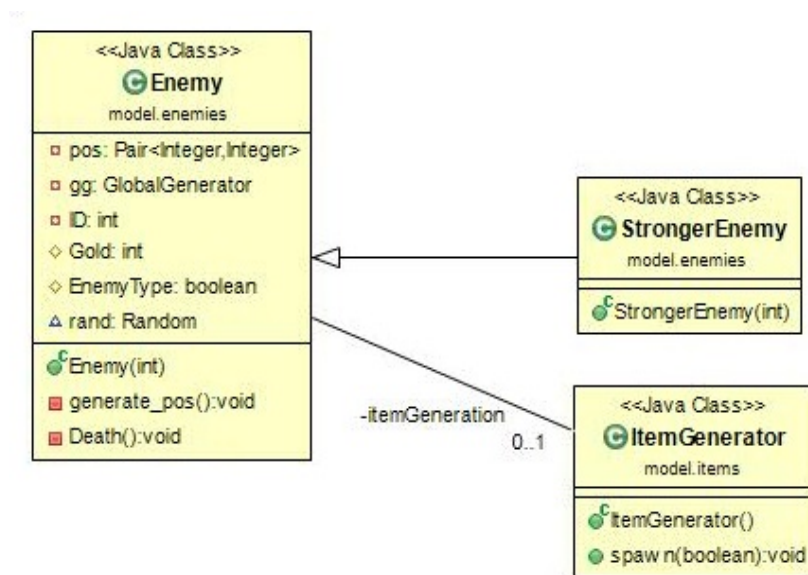 <<Java Class>>
Enemy
model.enemies
pos: Pair<Integer,Integer>
gg: GlobalGenerator
ID: int
Gold: int
EnemyType: boolean
rand: Random
Enemy(int)
generate_pos():void
Death():void
<<Java Class>>
StrongerEnemy
model.enemies
StrongerEnemy(int)
-itemGeneration
0..1
<<Java Class>>
ItemGenerator
model.items
ItemGenerator()
spawn(boolean):void